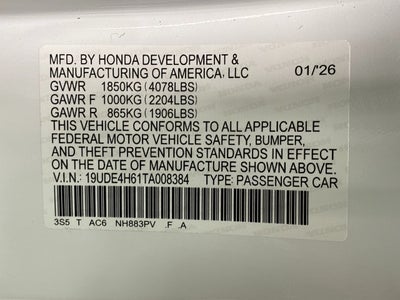 MFD. BY HONDA DEVELOPMENT &
MANUFACTURING OF AMERICA, LLC 01/'26
GVWR 1850KG (4078LBS)
GAWR F 1000KG (2204LBS)
GAWR R 865KG (1906LBS)
THIS VEHICLE CONFORMS TO ALL APPLICABLE
FEDERAL MOTOR VEHICLE SAFETY, BUMPER,
AND THEFT PREVENTION STANDARDS IN EFFECT
ON THE DATE OF MANUFACTURE SHOWN ABOVE.
V.I.N.: 19UDE4H61TA008384 TYPE: PASSENGER CAR
3S5 T AC6 NH883PV .F .A